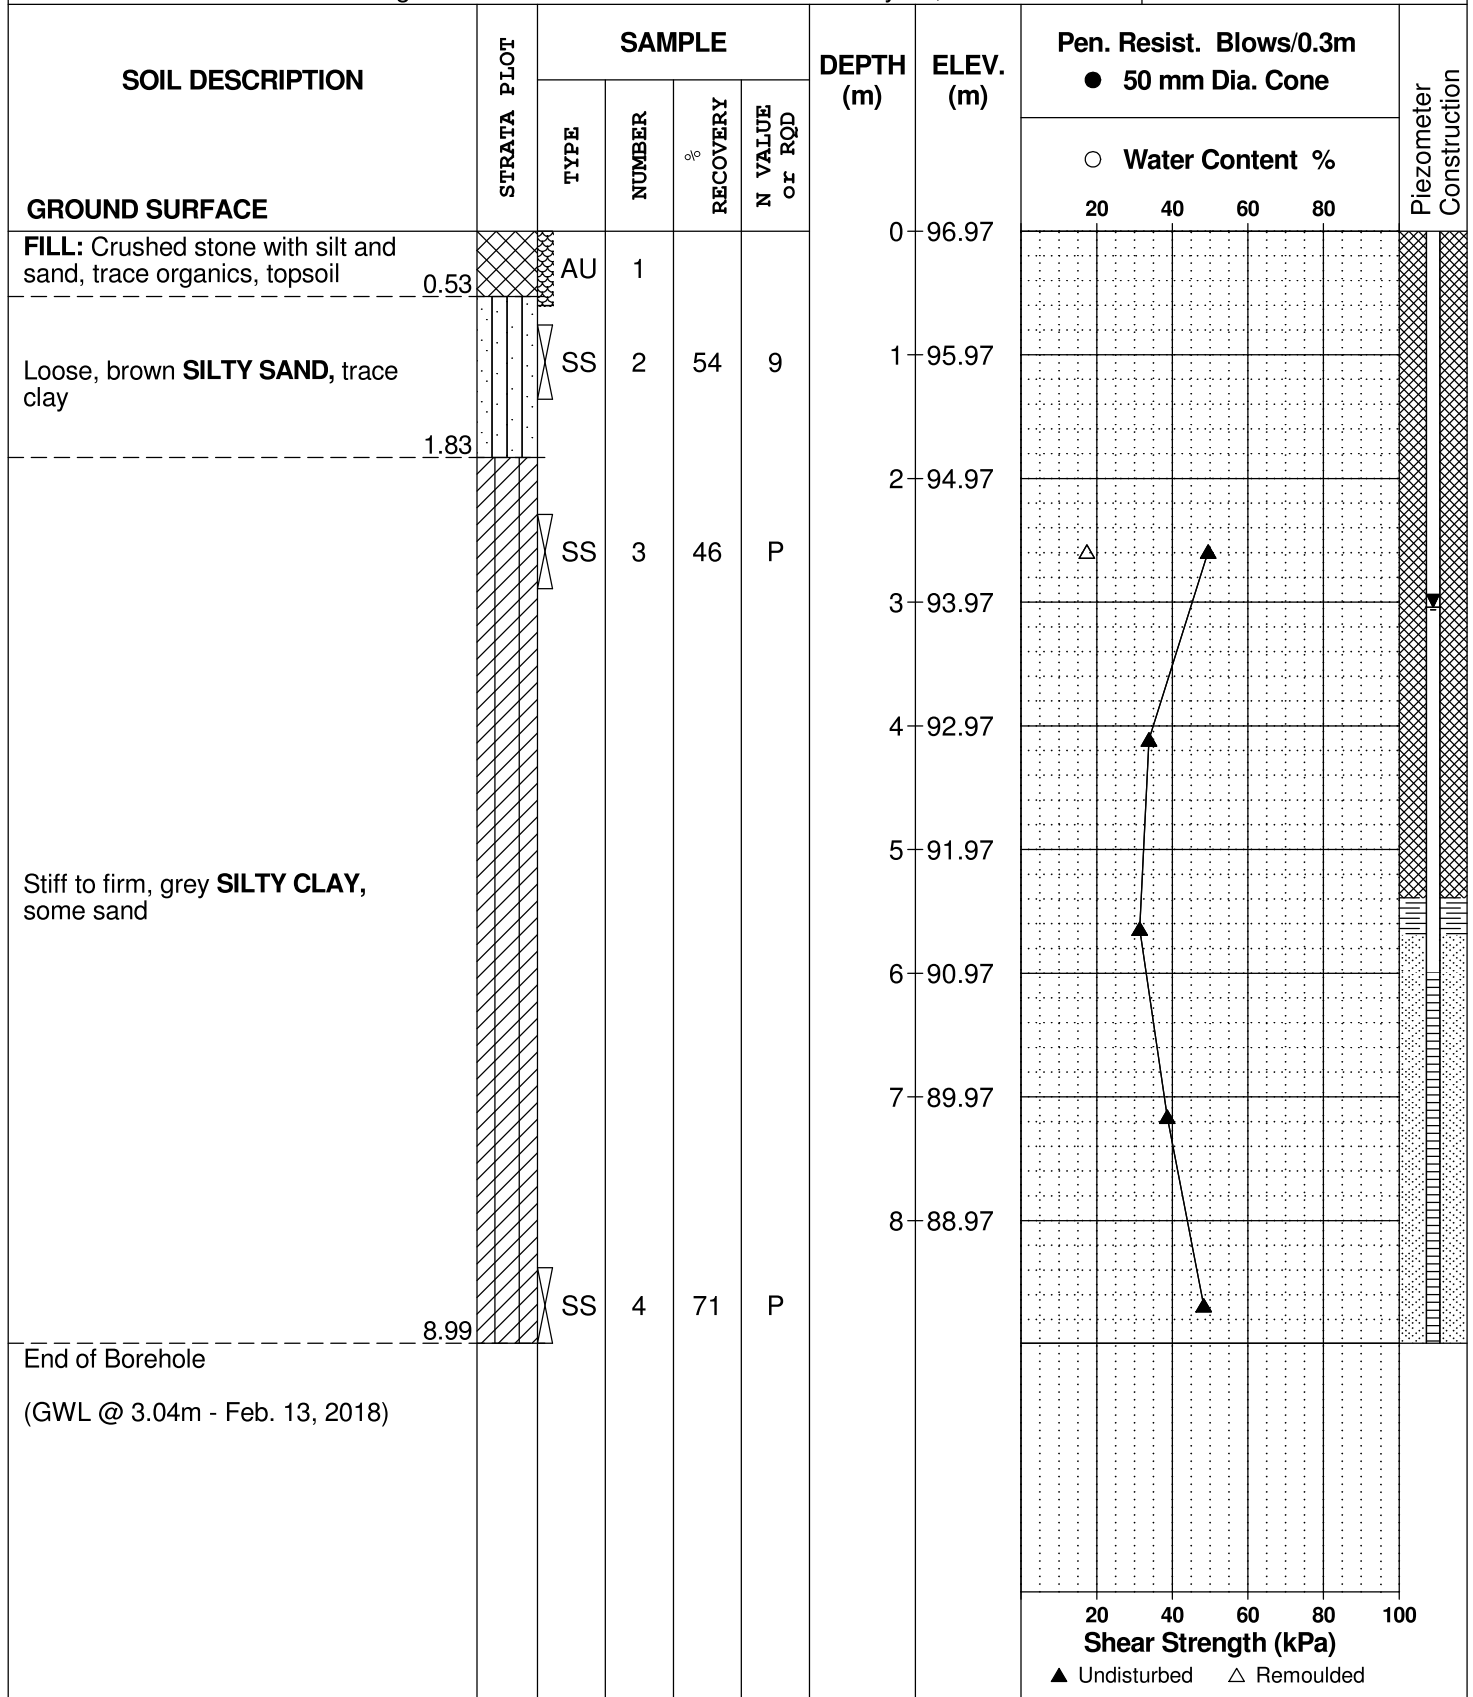 SOIL DESCRIPTION
GROUND SURFACE
STRATA PLOT
SAMPLE
TYPE
NUMBER
%
RECOVERY
N VALUE
or RQD
DEPTH
(m)
ELEV.
(m)
Pen. Resist. Blows/0.3m
● 50 mm Dia. Cone
○ Water Content %
20 40 60 80
Piezometer
Construction
FILL: Crushed stone with silt and
sand, trace organics, topsoil
0.53
AU 1
0 96.97
Loose, brown SILTY SAND, trace
clay
1.83
SS 2 54 9
1 95.97
2 94.97
SS 3 46 P
3 93.97
4 92.97
5 91.97
Stiff to firm, grey SILTY CLAY,
some sand
6 90.97
7 89.97
8 88.97
SS 4 71 P
8.99
End of Borehole
(GWL @ 3.04m - Feb. 13, 2018)
20 40 60 80 100
Shear Strength (kPa)
▲ Undisturbed △ Remoulded